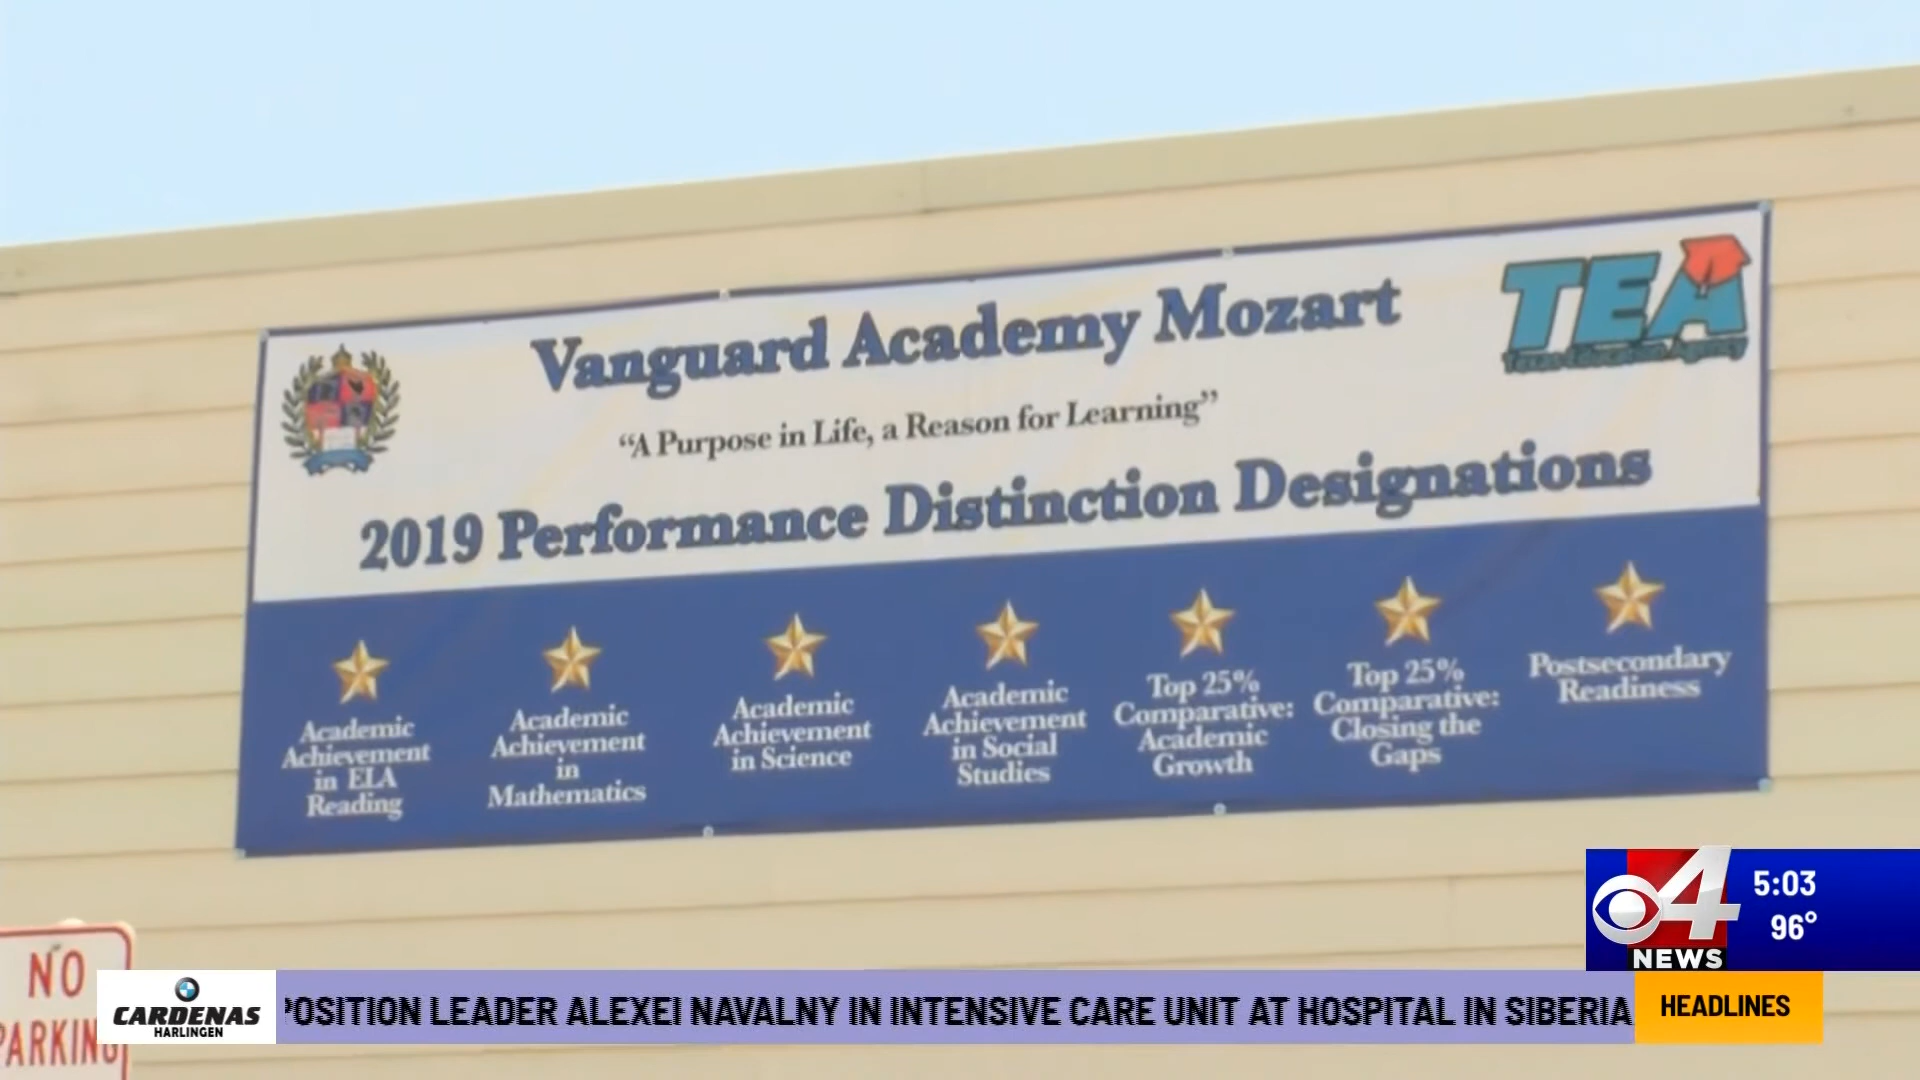 Vanguard Academy Mozart
TEA
Texas Education Agency
“A Purpose in Life, a Reason for Learning”
2019 Performance Distinction Designations
Academic
Achievement
in ELA
Reading
Academic
Achievement
in
Mathematics
Academic
Achievement
in Science
Academic
Achievement
in Social
Studies
Top 25%
Comparative:
Academic
Growth
Top 25%
Comparative:
Closing the
Gaps
Postsecondary
Readiness
4
NEWS
5:03
96°
NO
PARKING
CARDENAS
HARLINGEN
POSITION LEADER ALEXEI NAVALNY IN INTENSIVE CARE UNIT AT HOSPITAL IN SIBERIA
HEADLINES